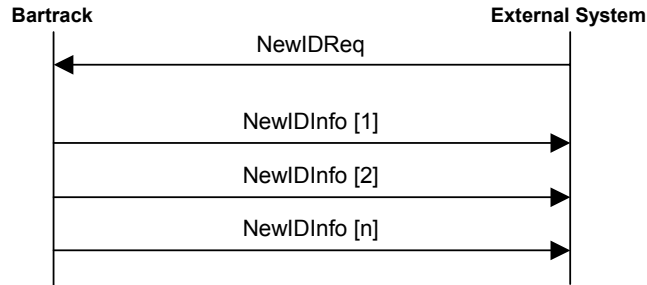 Bartrack
External System
NewIDReq
NewIDInfo [1]
NewIDInfo [2]
NewIDInfo [n]